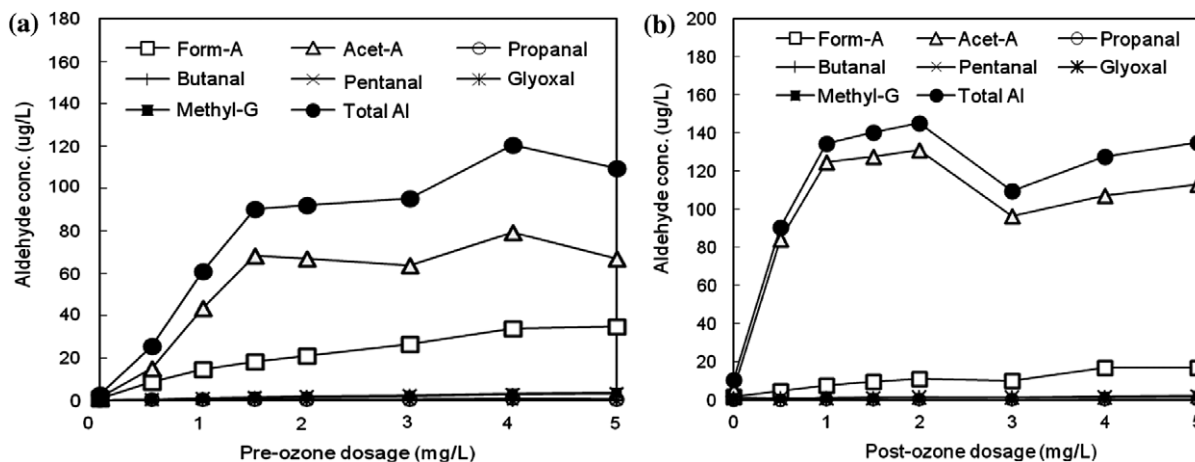 (a)
180
160
140
120
100
80
60
40
20
0
Aldehyde conc. (ug/L)
Form-A Acet-A Propanal
Butanal Pentanal Glyoxal
Methyl-G Total Al
0 1 2 3 4 5
Pre-ozone dosage (mg/L)
(b)
200
180
160
140
120
100
80
60
40
20
0
Aldehyde conc. (ug/L)
Form-A Acet-A Propanal
Butanal Pentanal Glyoxal
Methyl-G Total Al
0 1 2 3 4 5
Post-ozone dosage (mg/L)